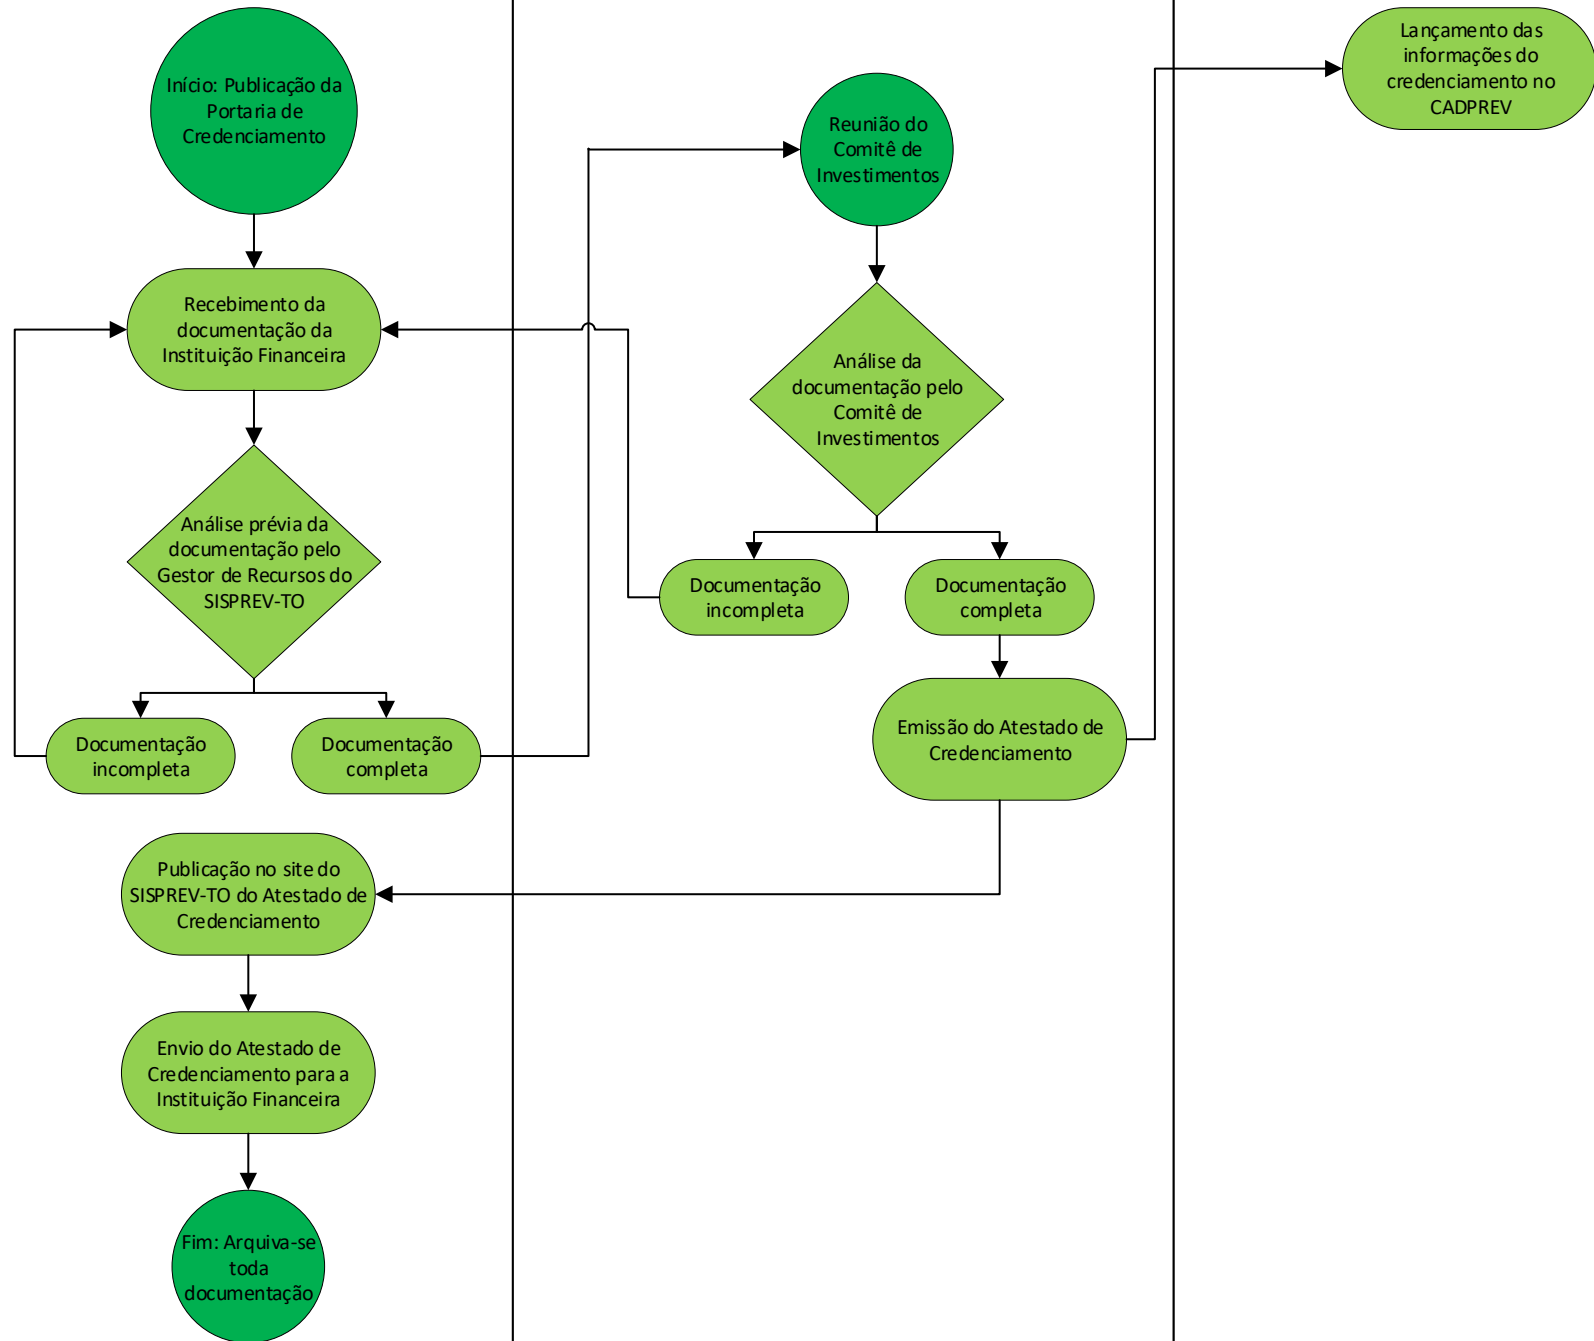 Início: Publicação da
Portaria de
Credenciamento
Recebimento da
documentação da
Instituição Financeira
Análise prévia da
documentação pelo
Gestor de Recursos do
SISPREV-TO
Documentação
incompleta
Documentação
completa
Publicação no site do
SISPREV-TO do Atestado de
Credenciamento
Envio do Atestado de
Credenciamento para a
Instituição Financeira
Fim: Arquiva-se
toda
documentação
Reunião do
Comitê de
Investimentos
Análise da
documentação pelo
Comitê de
Investimentos
Documentação
incompleta
Documentação
completa
Emissão do Atestado de
Credenciamento
Lançamento das
informações do
credenciamento no
CADPREV